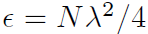 ϵ = Nλ²/4